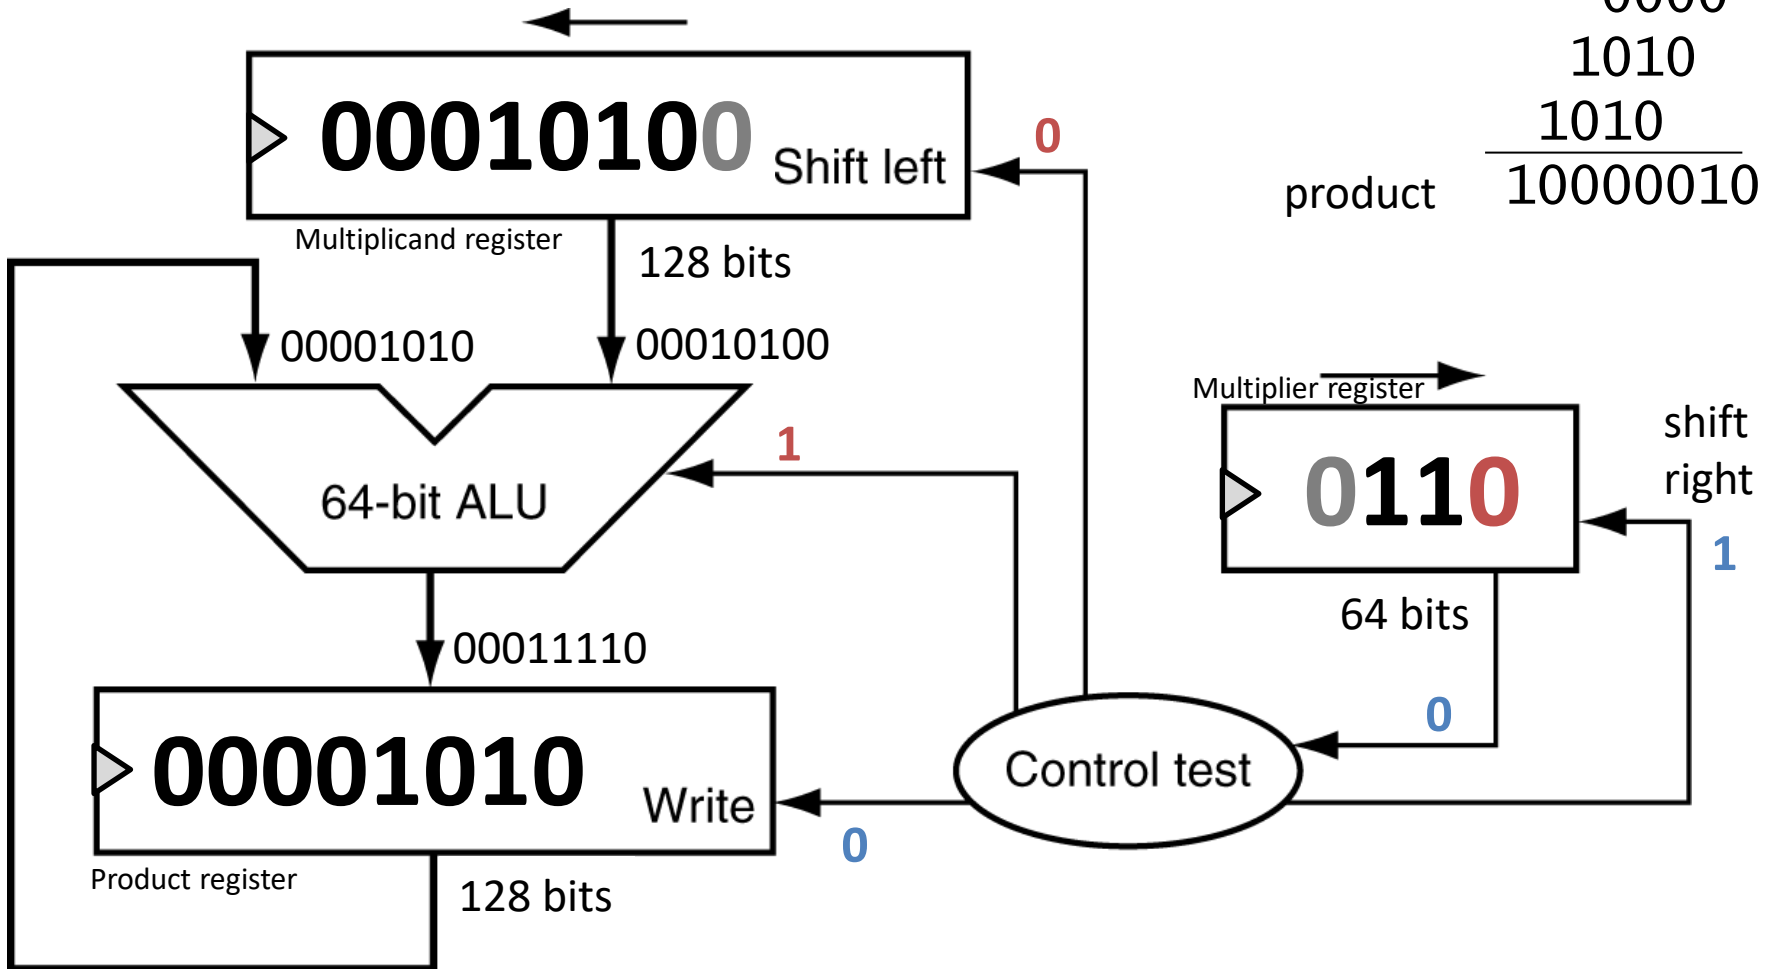 0000
1010
1010
product 10000010
00010100 Shift left
0
Multiplicand register
128 bits
00001010
00010100
1
64-bit ALU
Multiplier register
0110
shift
right
1
64 bits
00011110
0
00001010 Write
Control test
0
Product register
128 bits